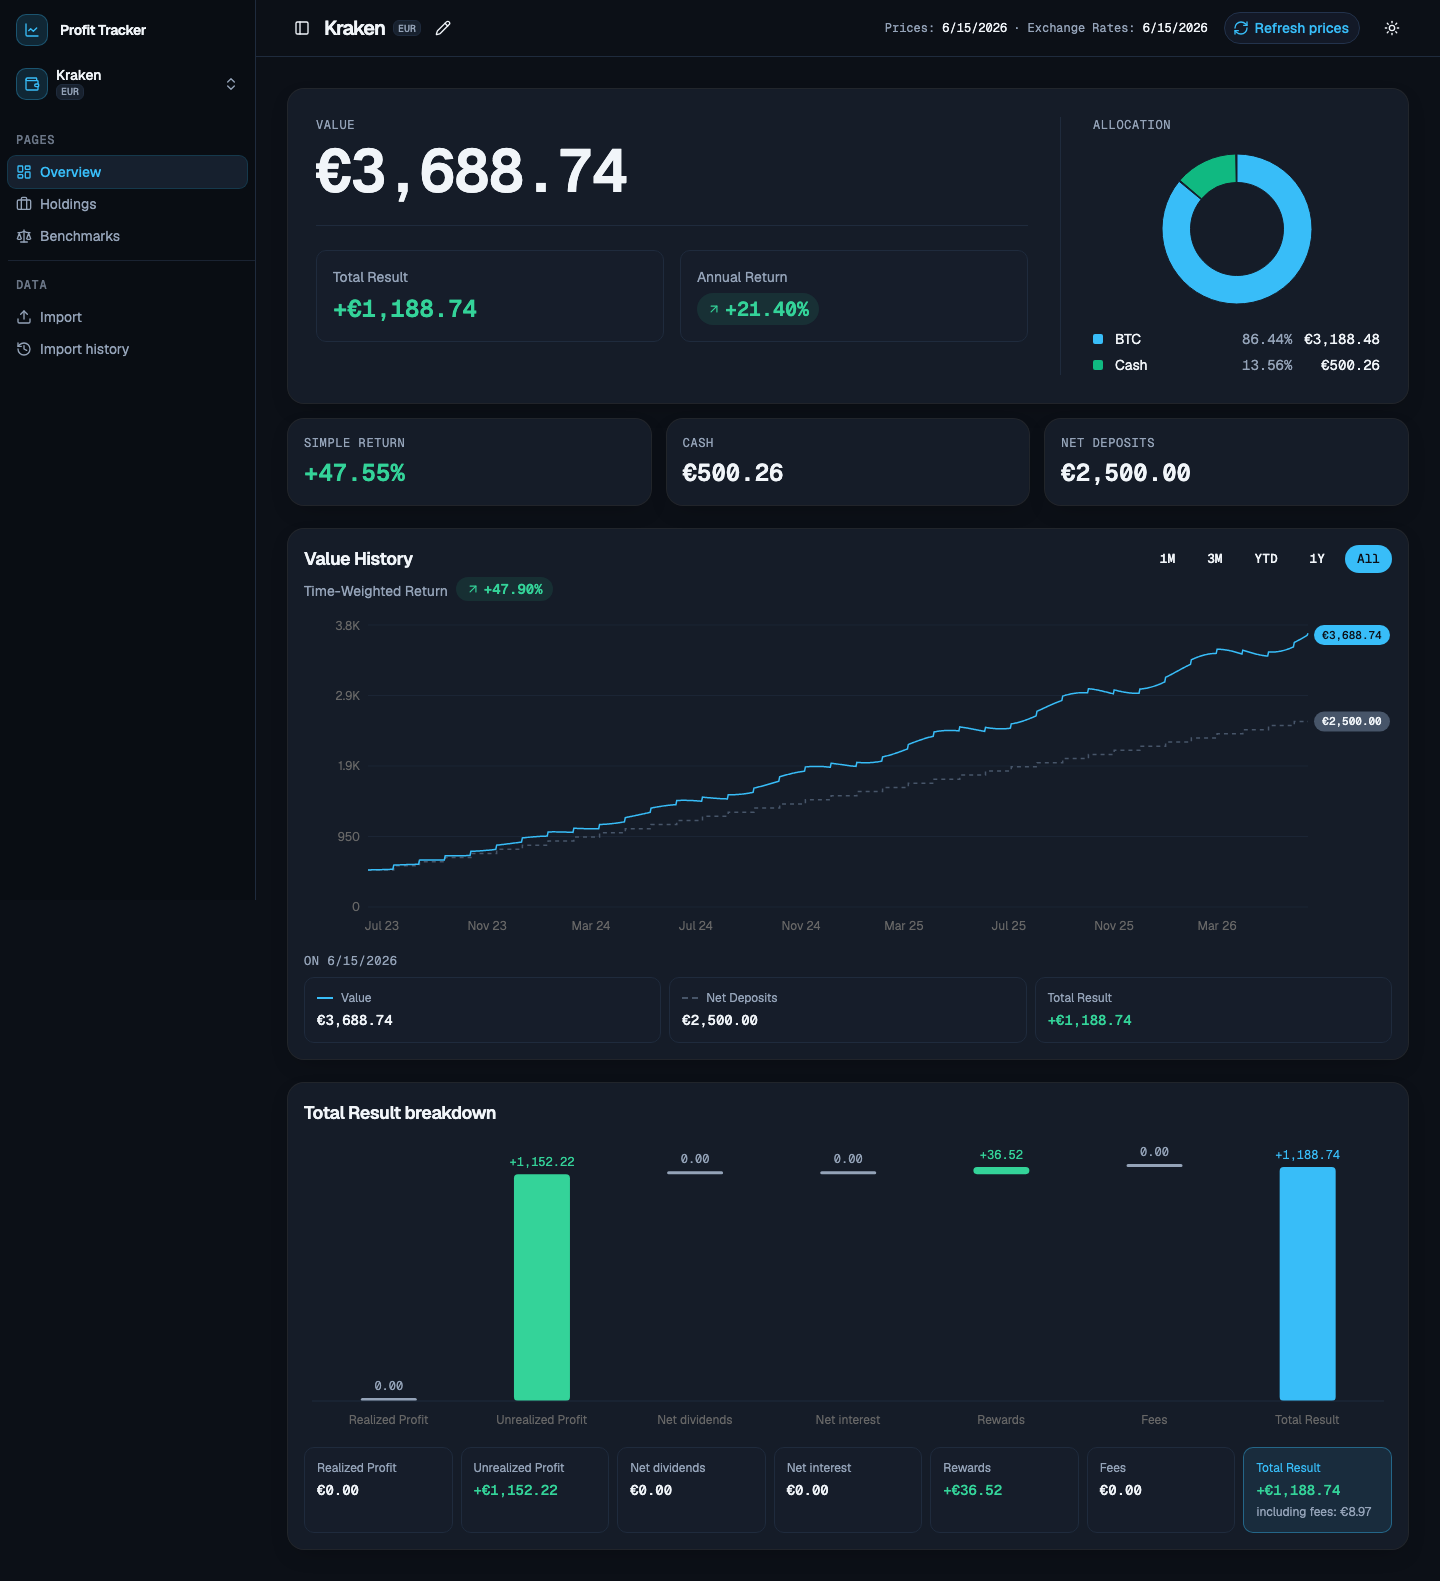 Profit Tracker
Kraken
EUR
PAGES
Overview
Holdings
Benchmarks
DATA
Import
Import history
Kraken EUR
Prices: 6/15/2026 · Exchange Rates: 6/15/2026
Refresh prices
VALUE
€3,688.74
Total Result
+€1,188.74
Annual Return
+21.40%
ALLOCATION
BTC 86.44% €3,188.48
Cash 13.56% €500.26
SIMPLE RETURN
+47.55%
CASH
€500.26
NET DEPOSITS
€2,500.00
Value History
1M 3M YTD 1Y All
Time-Weighted Return +47.90%
3.8K
2.9K
1.9K
950
0
€3,688.74
€2,500.00
Jul 23 Nov 23 Mar 24 Jul 24 Nov 24 Mar 25 Jul 25 Nov 25 Mar 26
ON 6/15/2026
Value
€3,688.74
Net Deposits
€2,500.00
Total Result
+€1,188.74
Total Result breakdown
0.00 +1,152.22 0.00 0.00 +36.52 0.00 +1,188.74
Realized Profit Unrealized Profit Net dividends Net interest Rewards Fees Total Result
Realized Profit
€0.00
Unrealized Profit
+€1,152.22
Net dividends
€0.00
Net interest
€0.00
Rewards
+€36.52
Fees
€0.00
Total Result
+€1,188.74
including fees: €8.97